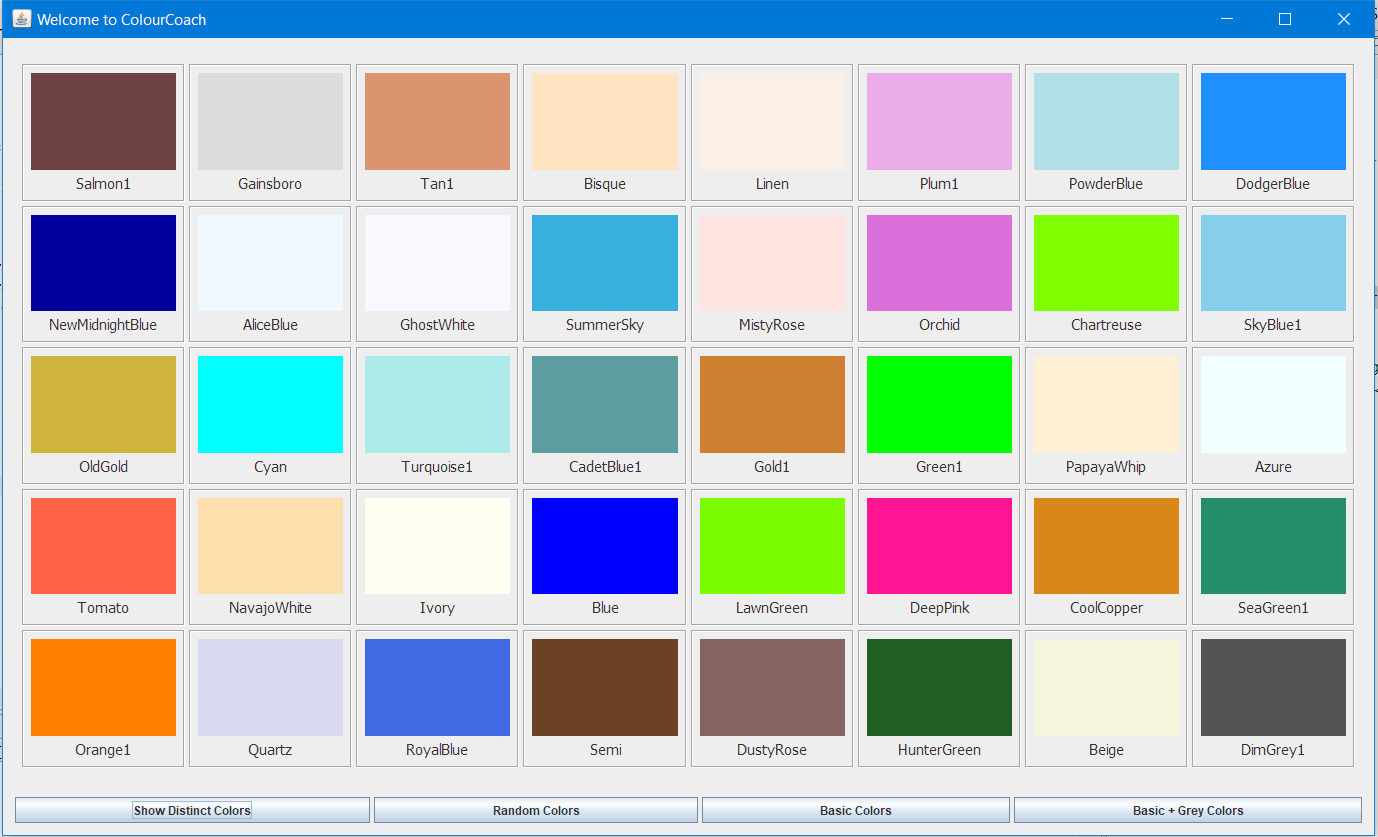 Welcome to ColourCoach
Salmon1 Gainsboro Tan1 Bisque Linen Plum1 PowderBlue DodgerBlue
NewMidnightBlue AliceBlue GhostWhite SummerSky MistyRose Orchid Chartreuse SkyBlue1
OldGold Cyan Turquoise1 CadetBlue1 Gold1 Green1 PapayaWhip Azure
Tomato NavajoWhite Ivory Blue LawnGreen DeepPink CoolCopper SeaGreen1
Orange1 Quartz RoyalBlue Semi DustyRose HunterGreen Beige DimGrey1
Show Distinct Colors Random Colors Basic Colors Basic + Grey Colors